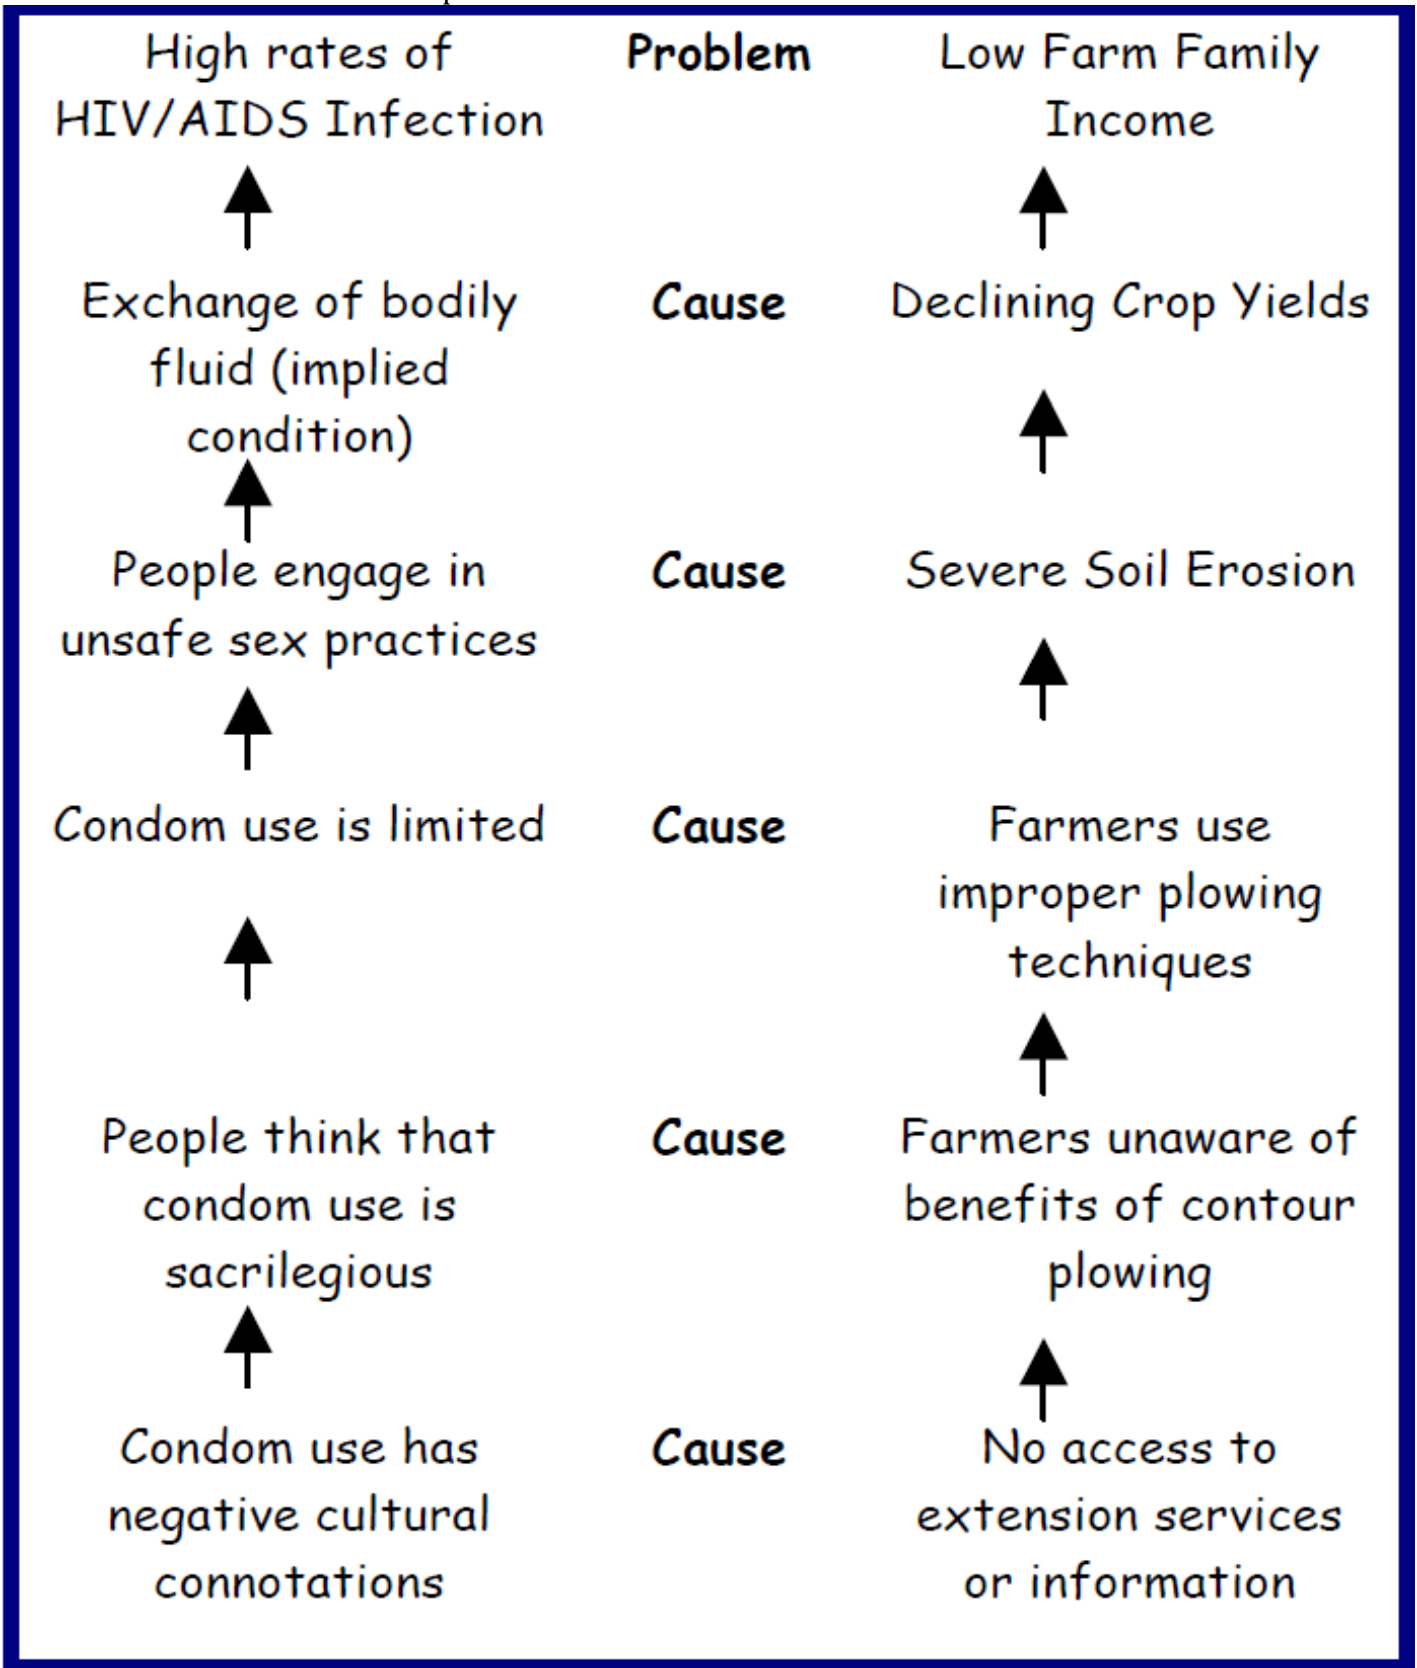 High rates of
HIV/AIDS Infection
Problem
Low Farm Family
Income
Exchange of bodily
fluid (implied
condition)
Cause
Declining Crop Yields
People engage in
unsafe sex practices
Cause
Severe Soil Erosion
Condom use is limited
Cause
Farmers use
improper plowing
techniques
People think that
condom use is
sacrilegious
Cause
Farmers unaware of
benefits of contour
plowing
Condom use has
negative cultural
connotations
Cause
No access to
extension services
or information